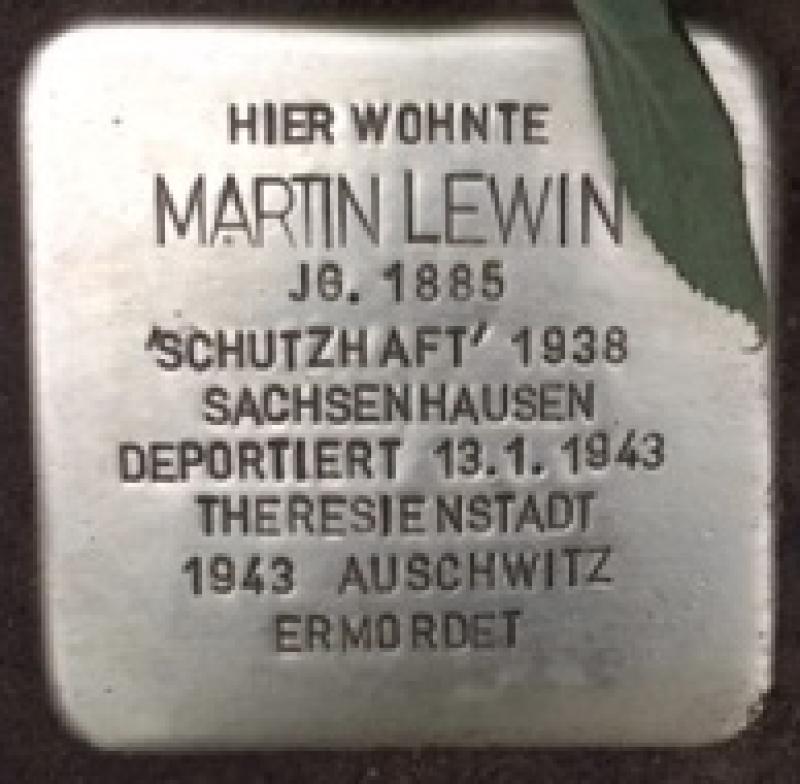 HIER WOHNTE
MARTIN LEWIN
JG. 1885
'SCHUTZHAFT' 1938
SACHSENHAUSEN
DEPORTIERT 13.1.1943
THERESIENSTADT
1943 AUSCHWITZ
ERMORDET